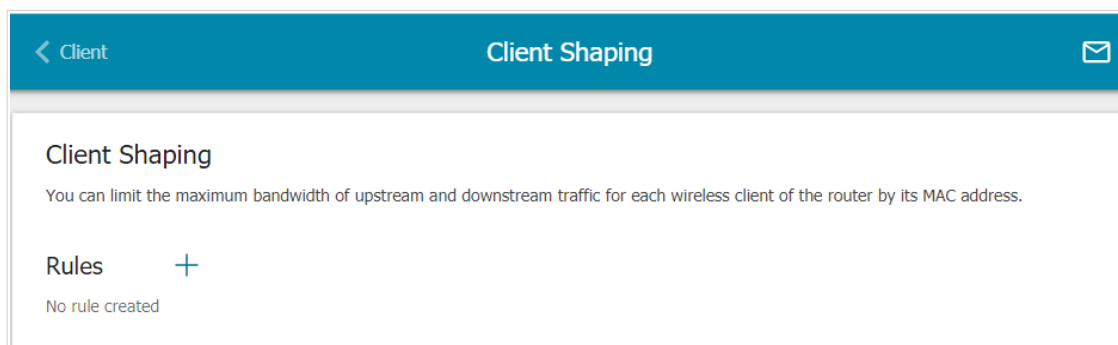 Client
Client Shaping
Client Shaping
You can limit the maximum bandwidth of upstream and downstream traffic for each wireless client of the router by its MAC address.
Rules
No rule created